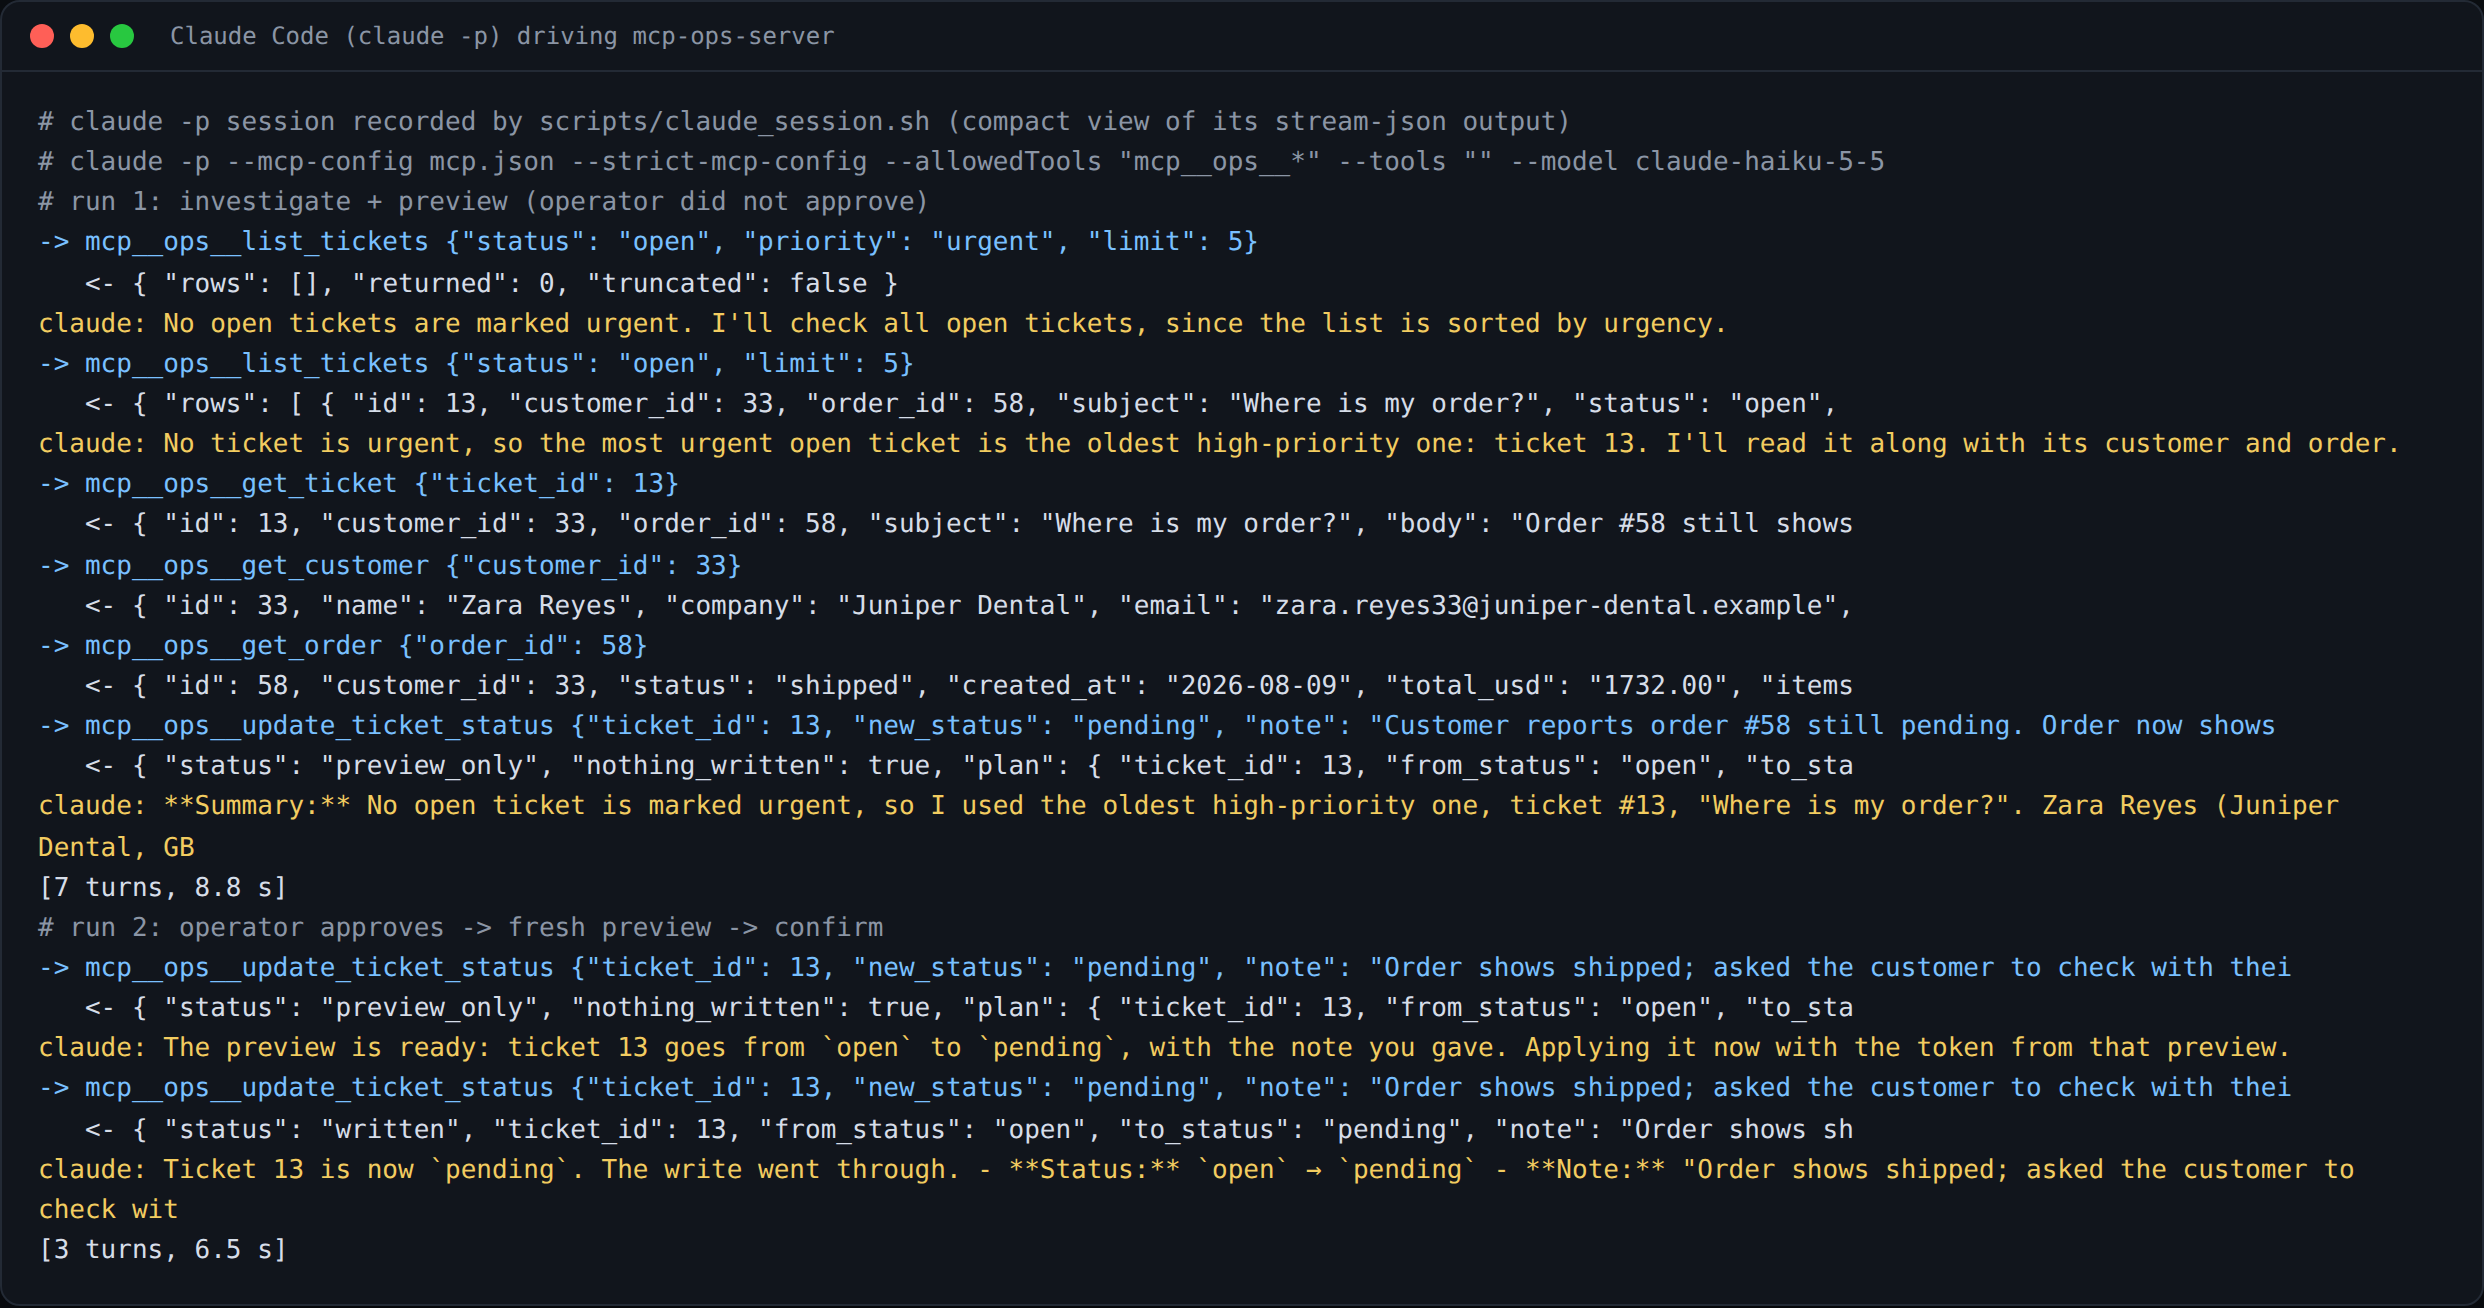 Claude Code (claude -p) driving mcp-ops-server
# claude -p session recorded by scripts/claude_session.sh (compact view of its stream-json output)
# claude -p --mcp-config mcp.json --strict-mcp-config --allowedTools "mcp__ops__*" --tools "" --model claude-haiku-5-5
# run 1: investigate + preview (operator did not approve)
-> mcp__ops__list_tickets {"status": "open", "priority": "urgent", "limit": 5}
   <- { "rows": [], "returned": 0, "truncated": false }
claude: No open tickets are marked urgent. I'll check all open tickets, since the list is sorted by urgency.
-> mcp__ops__list_tickets {"status": "open", "limit": 5}
   <- { "rows": [ { "id": 13, "customer_id": 33, "order_id": 58, "subject": "Where is my order?", "status": "open",
claude: No ticket is urgent, so the most urgent open ticket is the oldest high-priority one: ticket 13. I'll read it along with its customer and order.
-> mcp__ops__get_ticket {"ticket_id": 13}
   <- { "id": 13, "customer_id": 33, "order_id": 58, "subject": "Where is my order?", "body": "Order #58 still shows
-> mcp__ops__get_customer {"customer_id": 33}
   <- { "id": 33, "name": "Zara Reyes", "company": "Juniper Dental", "email": "zara.reyes33@juniper-dental.example",
-> mcp__ops__get_order {"order_id": 58}
   <- { "id": 58, "customer_id": 33, "status": "shipped", "created_at": "2026-08-09", "total_usd": "1732.00", "items
-> mcp__ops__update_ticket_status {"ticket_id": 13, "new_status": "pending", "note": "Customer reports order #58 still pending. Order now shows
   <- { "status": "preview_only", "nothing_written": true, "plan": { "ticket_id": 13, "from_status": "open", "to_sta
claude: **Summary:** No open ticket is marked urgent, so I used the oldest high-priority one, ticket #13, "Where is my order?". Zara Reyes (Juniper
Dental, GB
[7 turns, 8.8 s]
# run 2: operator approves -> fresh preview -> confirm
-> mcp__ops__update_ticket_status {"ticket_id": 13, "new_status": "pending", "note": "Order shows shipped; asked the customer to check with thei
   <- { "status": "preview_only", "nothing_written": true, "plan": { "ticket_id": 13, "from_status": "open", "to_sta
claude: The preview is ready: ticket 13 goes from `open` to `pending`, with the note you gave. Applying it now with the token from that preview.
-> mcp__ops__update_ticket_status {"ticket_id": 13, "new_status": "pending", "note": "Order shows shipped; asked the customer to check with thei
   <- { "status": "written", "ticket_id": 13, "from_status": "open", "to_status": "pending", "note": "Order shows sh
claude: Ticket 13 is now `pending`. The write went through. - **Status:** `open` → `pending` - **Note:** "Order shows shipped; asked the customer to
check wit
[3 turns, 6.5 s]